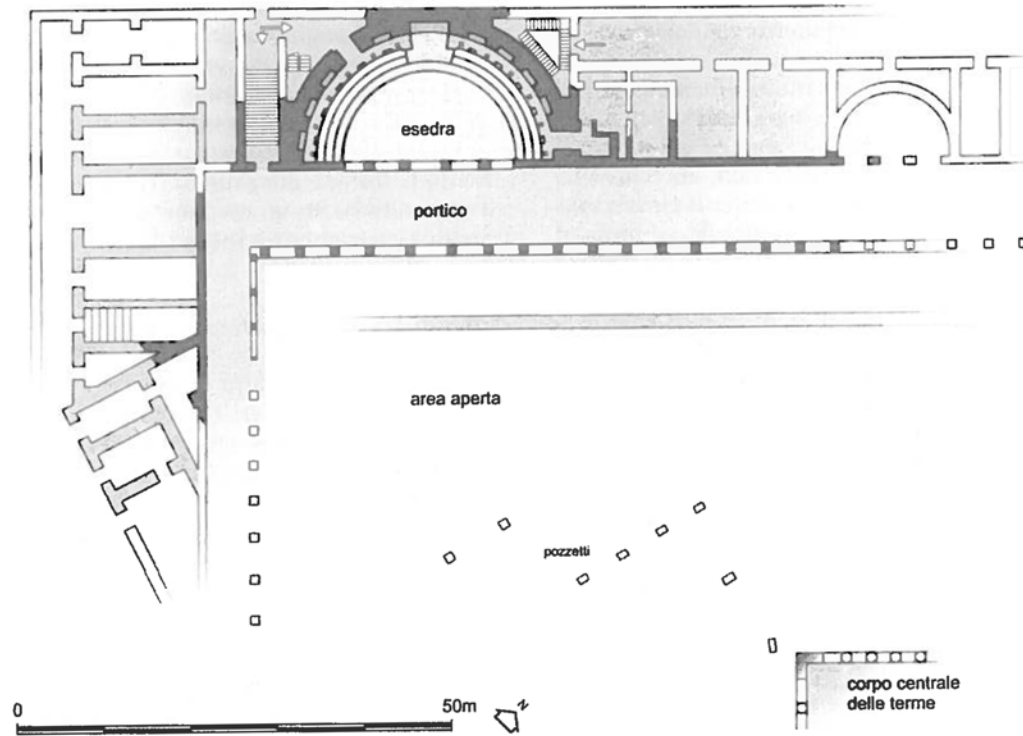 esedra
portico
area aperta
pozzetti
corpo centrale
delle terme
0
50m
N